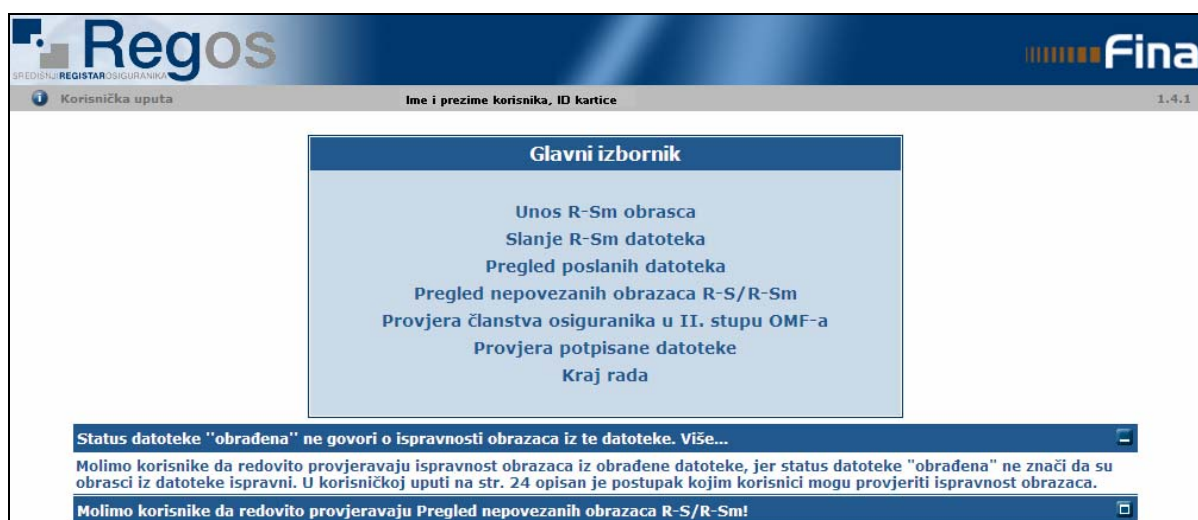 Regos
SREDIŠNJI REGISTAR OSIGURANIKA
Fina
Korisnička uputa
Ime i prezime korisnika, ID kartice
1.4.1
Glavni izbornik
Unos R-Sm obrasca
Slanje R-Sm datoteka
Pregled poslanih datoteka
Pregled nepovezanih obrazaca R-S/R-Sm
Provjera članstva osiguranika u II. stupu OMF-a
Provjera potpisane datoteke
Kraj rada
Status datoteke "obrađena" ne govori o ispravnosti obrazaca iz te datoteke. Više...
Molimo korisnike da redovito provjeravaju ispravnost obrazaca iz obrađene datoteke, jer status datoteke "obrađena" ne znači da su
obrasci iz datoteke ispravni. U korisničkoj uputi na str. 24 opisan je postupak kojim korisnici mogu provjeriti ispravnost obrazaca.
Molimo korisnike da redovito provjeravaju Pregled nepovezanih obrazaca R-S/R-Sm!